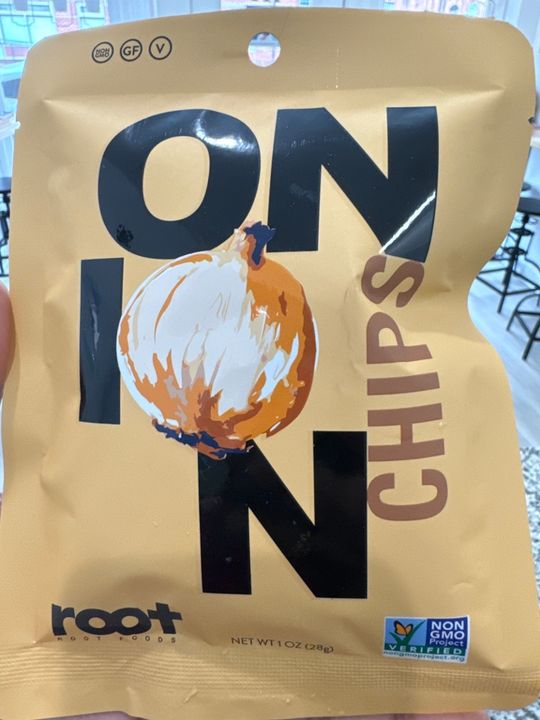 NON GMO GF V
ON
I
N
CHIPS
root
ROOT FOODS
NET WT 1 OZ (28g)
NON
GMO
Project
VERIFIED
nongmoproject.org